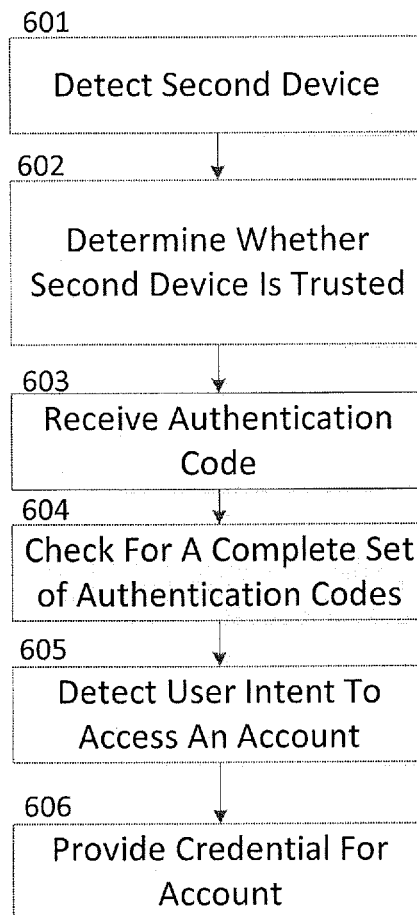 601
Detect Second Device
602
Determine Whether
Second Device Is Trusted
603
Receive Authentication
Code
604
Check For A Complete Set
of Authentication Codes
605
Detect User Intent To
Access An Account
606
Provide Credential For
Account